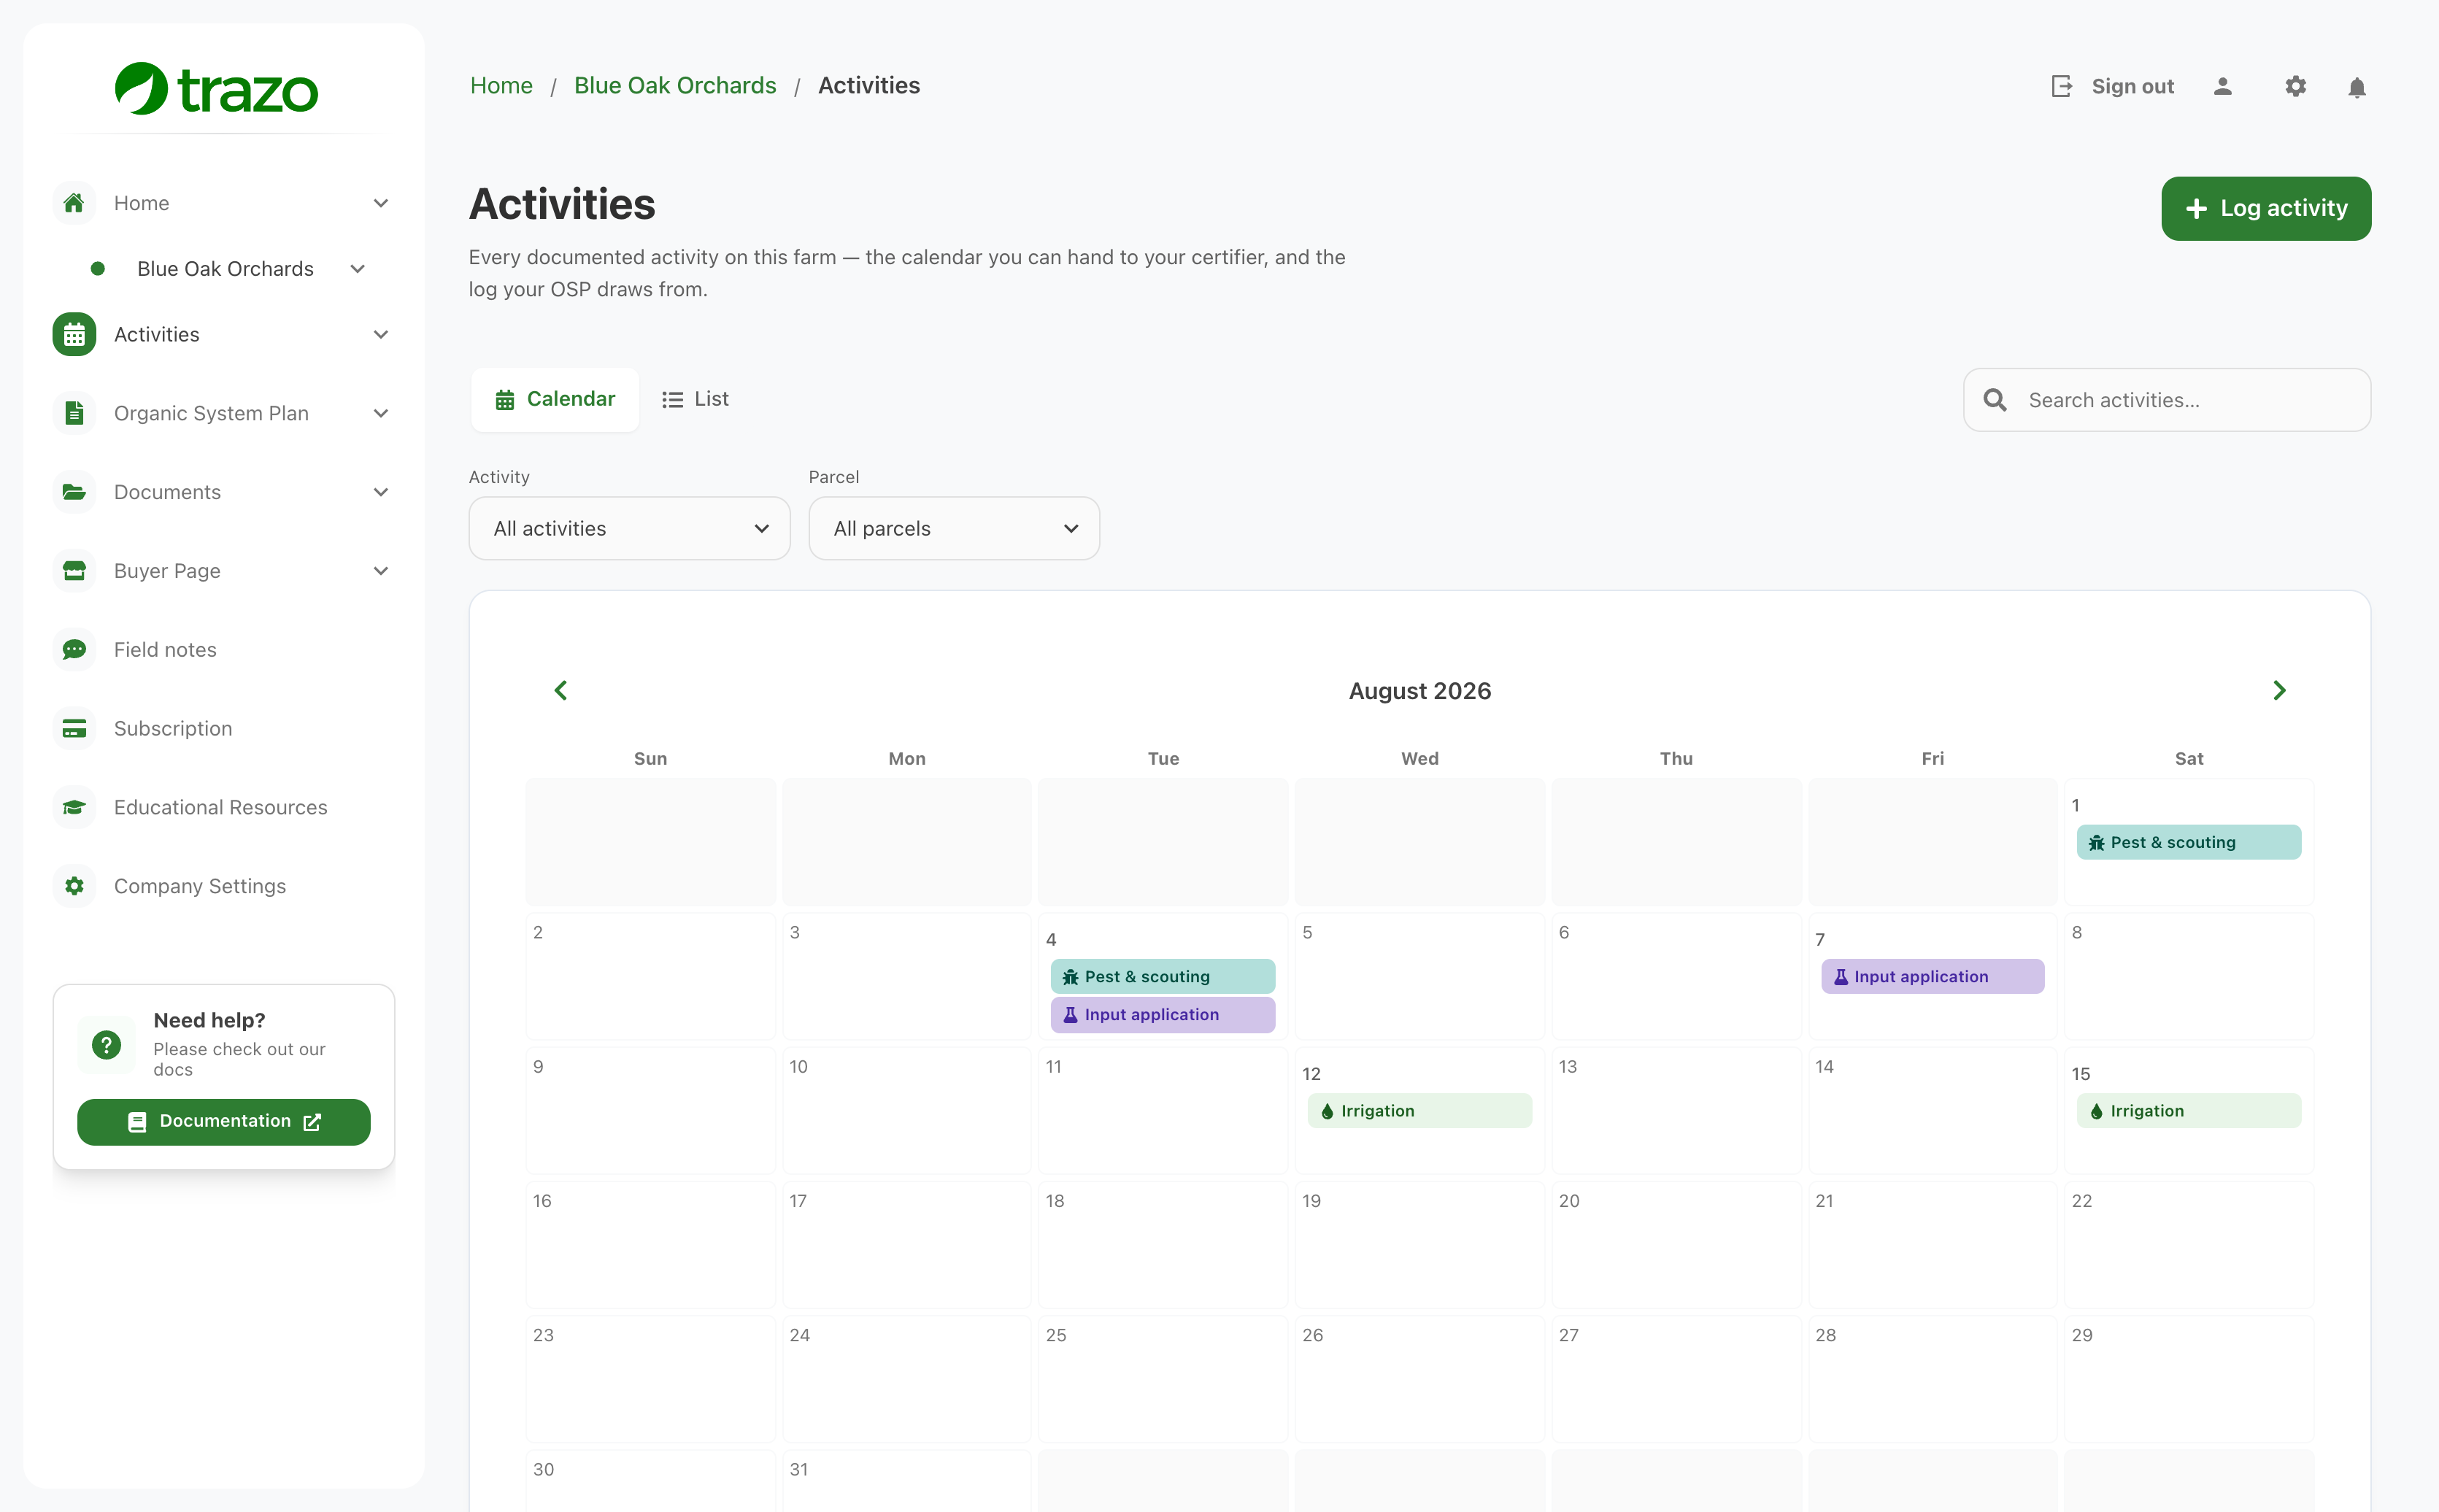 trazo
Home
Blue Oak Orchards
Activities
Organic System Plan
Documents
Buyer Page
Field notes
Subscription
Educational Resources
Company Settings
Need help?
Please check out our
docs
Documentation
Home / Blue Oak Orchards / Activities
Sign out
Activities
Log activity
Every documented activity on this farm — the calendar you can hand to your certifier, and the
log your OSP draws from.
Calendar
List
Search activities...
Activity
Parcel
All activities
All parcels
August 2026
Sun Mon Tue Wed Thu Fri Sat
1
Pest & scouting
2 3 4 5 6 7 8
Pest & scouting
Input application
Input application
9 10 11 12 13 14 15
Irrigation
Irrigation
16 17 18 19 20 21 22
23 24 25 26 27 28 29
30 31